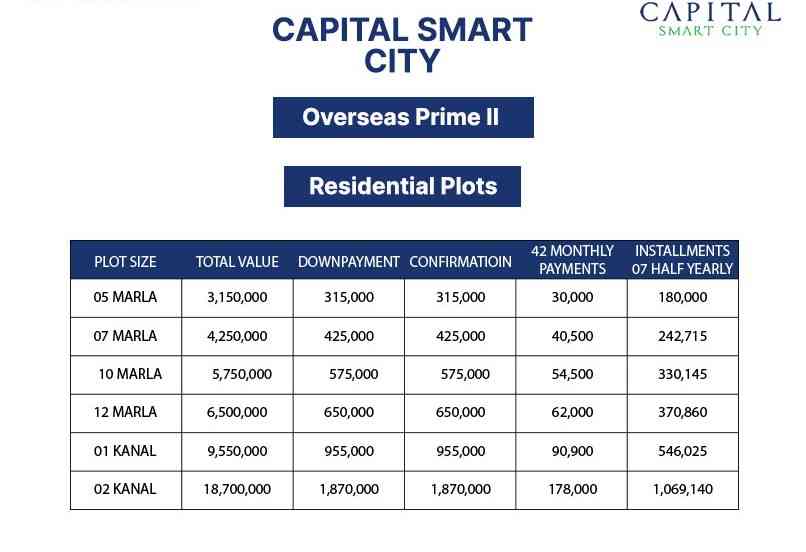 CAPITAL
SMART CITY
CAPITAL SMART
CITY
Overseas Prime II
Residential Plots
PLOT SIZE TOTAL VALUE DOWNPAYMENT CONFIRMATIOIN 42 MONTHLY PAYMENTS INSTALLMENTS 07 HALF YEARLY
05 MARLA 3,150,000 315,000 315,000 30,000 180,000
07 MARLA 4,250,000 425,000 425,000 40,500 242,715
10 MARLA 5,750,000 575,000 575,000 54,500 330,145
12 MARLA 6,500,000 650,000 650,000 62,000 370,860
01 KANAL 9,550,000 955,000 955,000 90,900 546,025
02 KANAL 18,700,000 1,870,000 1,870,000 178,000 1,069,140